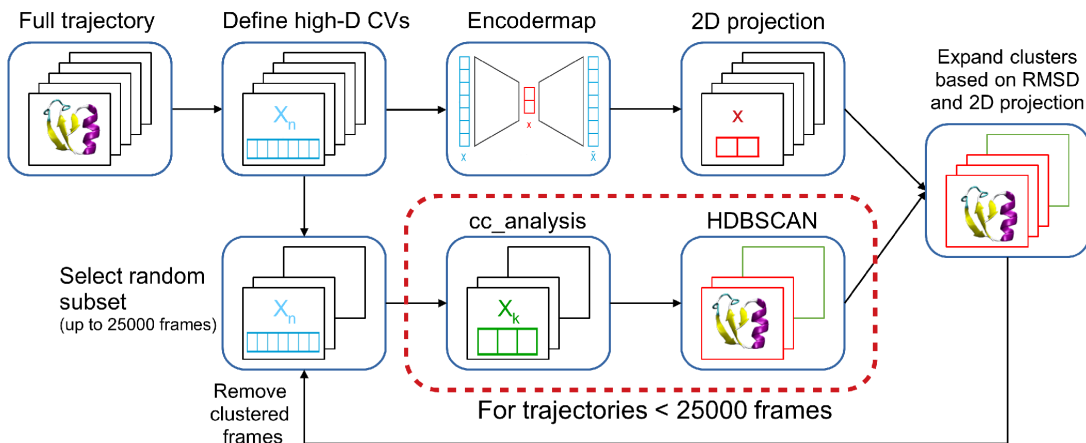 Full trajectory
Define high-D CVs
Encodermap
2D projection
Expand clusters
based on RMSD
and 2D projection
Xn
x
x
x̃
x
cc_analysis
HDBSCAN
Select random
subset
(up to 25000 frames)
Xn
Xk
Remove
clustered
frames
For trajectories < 25000 frames